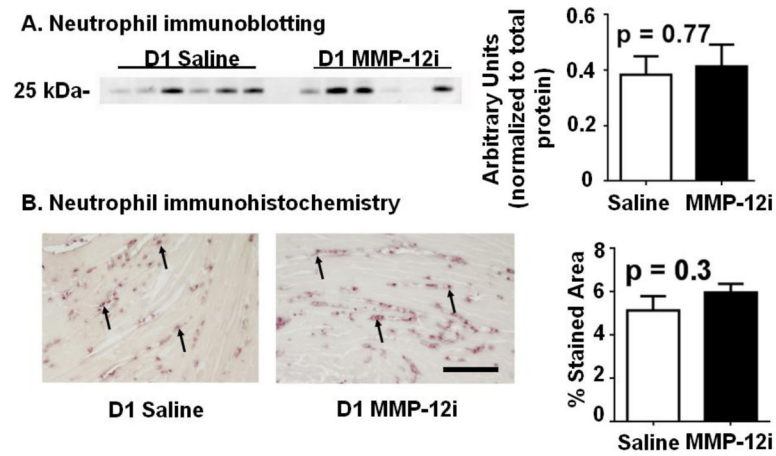 A. Neutrophil immunoblotting
D1 Saline
D1 MMP-12i
25 kDa-
Arbitrary Units
(normalized to total
protein)
0.6
0.4
0.2
0
p = 0.77
Saline
MMP-12i
B. Neutrophil immunohistochemistry
D1 Saline
D1 MMP-12i
% Stained Area
8
6
4
2
0
p = 0.3
Saline
MMP-12i